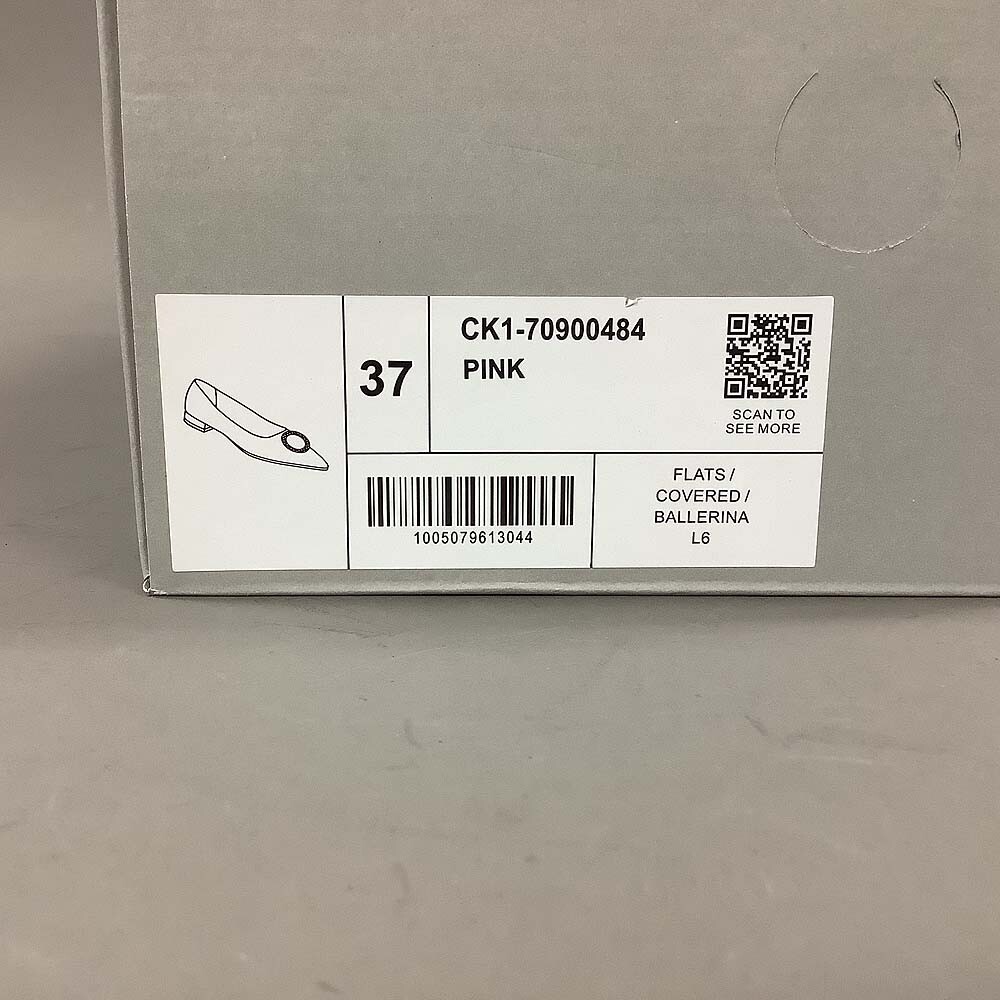 37
CK1-70900484
PINK
SCAN TO
SEE MORE
1005079613044
FLATS /
COVERED /
BALLERINA
L6